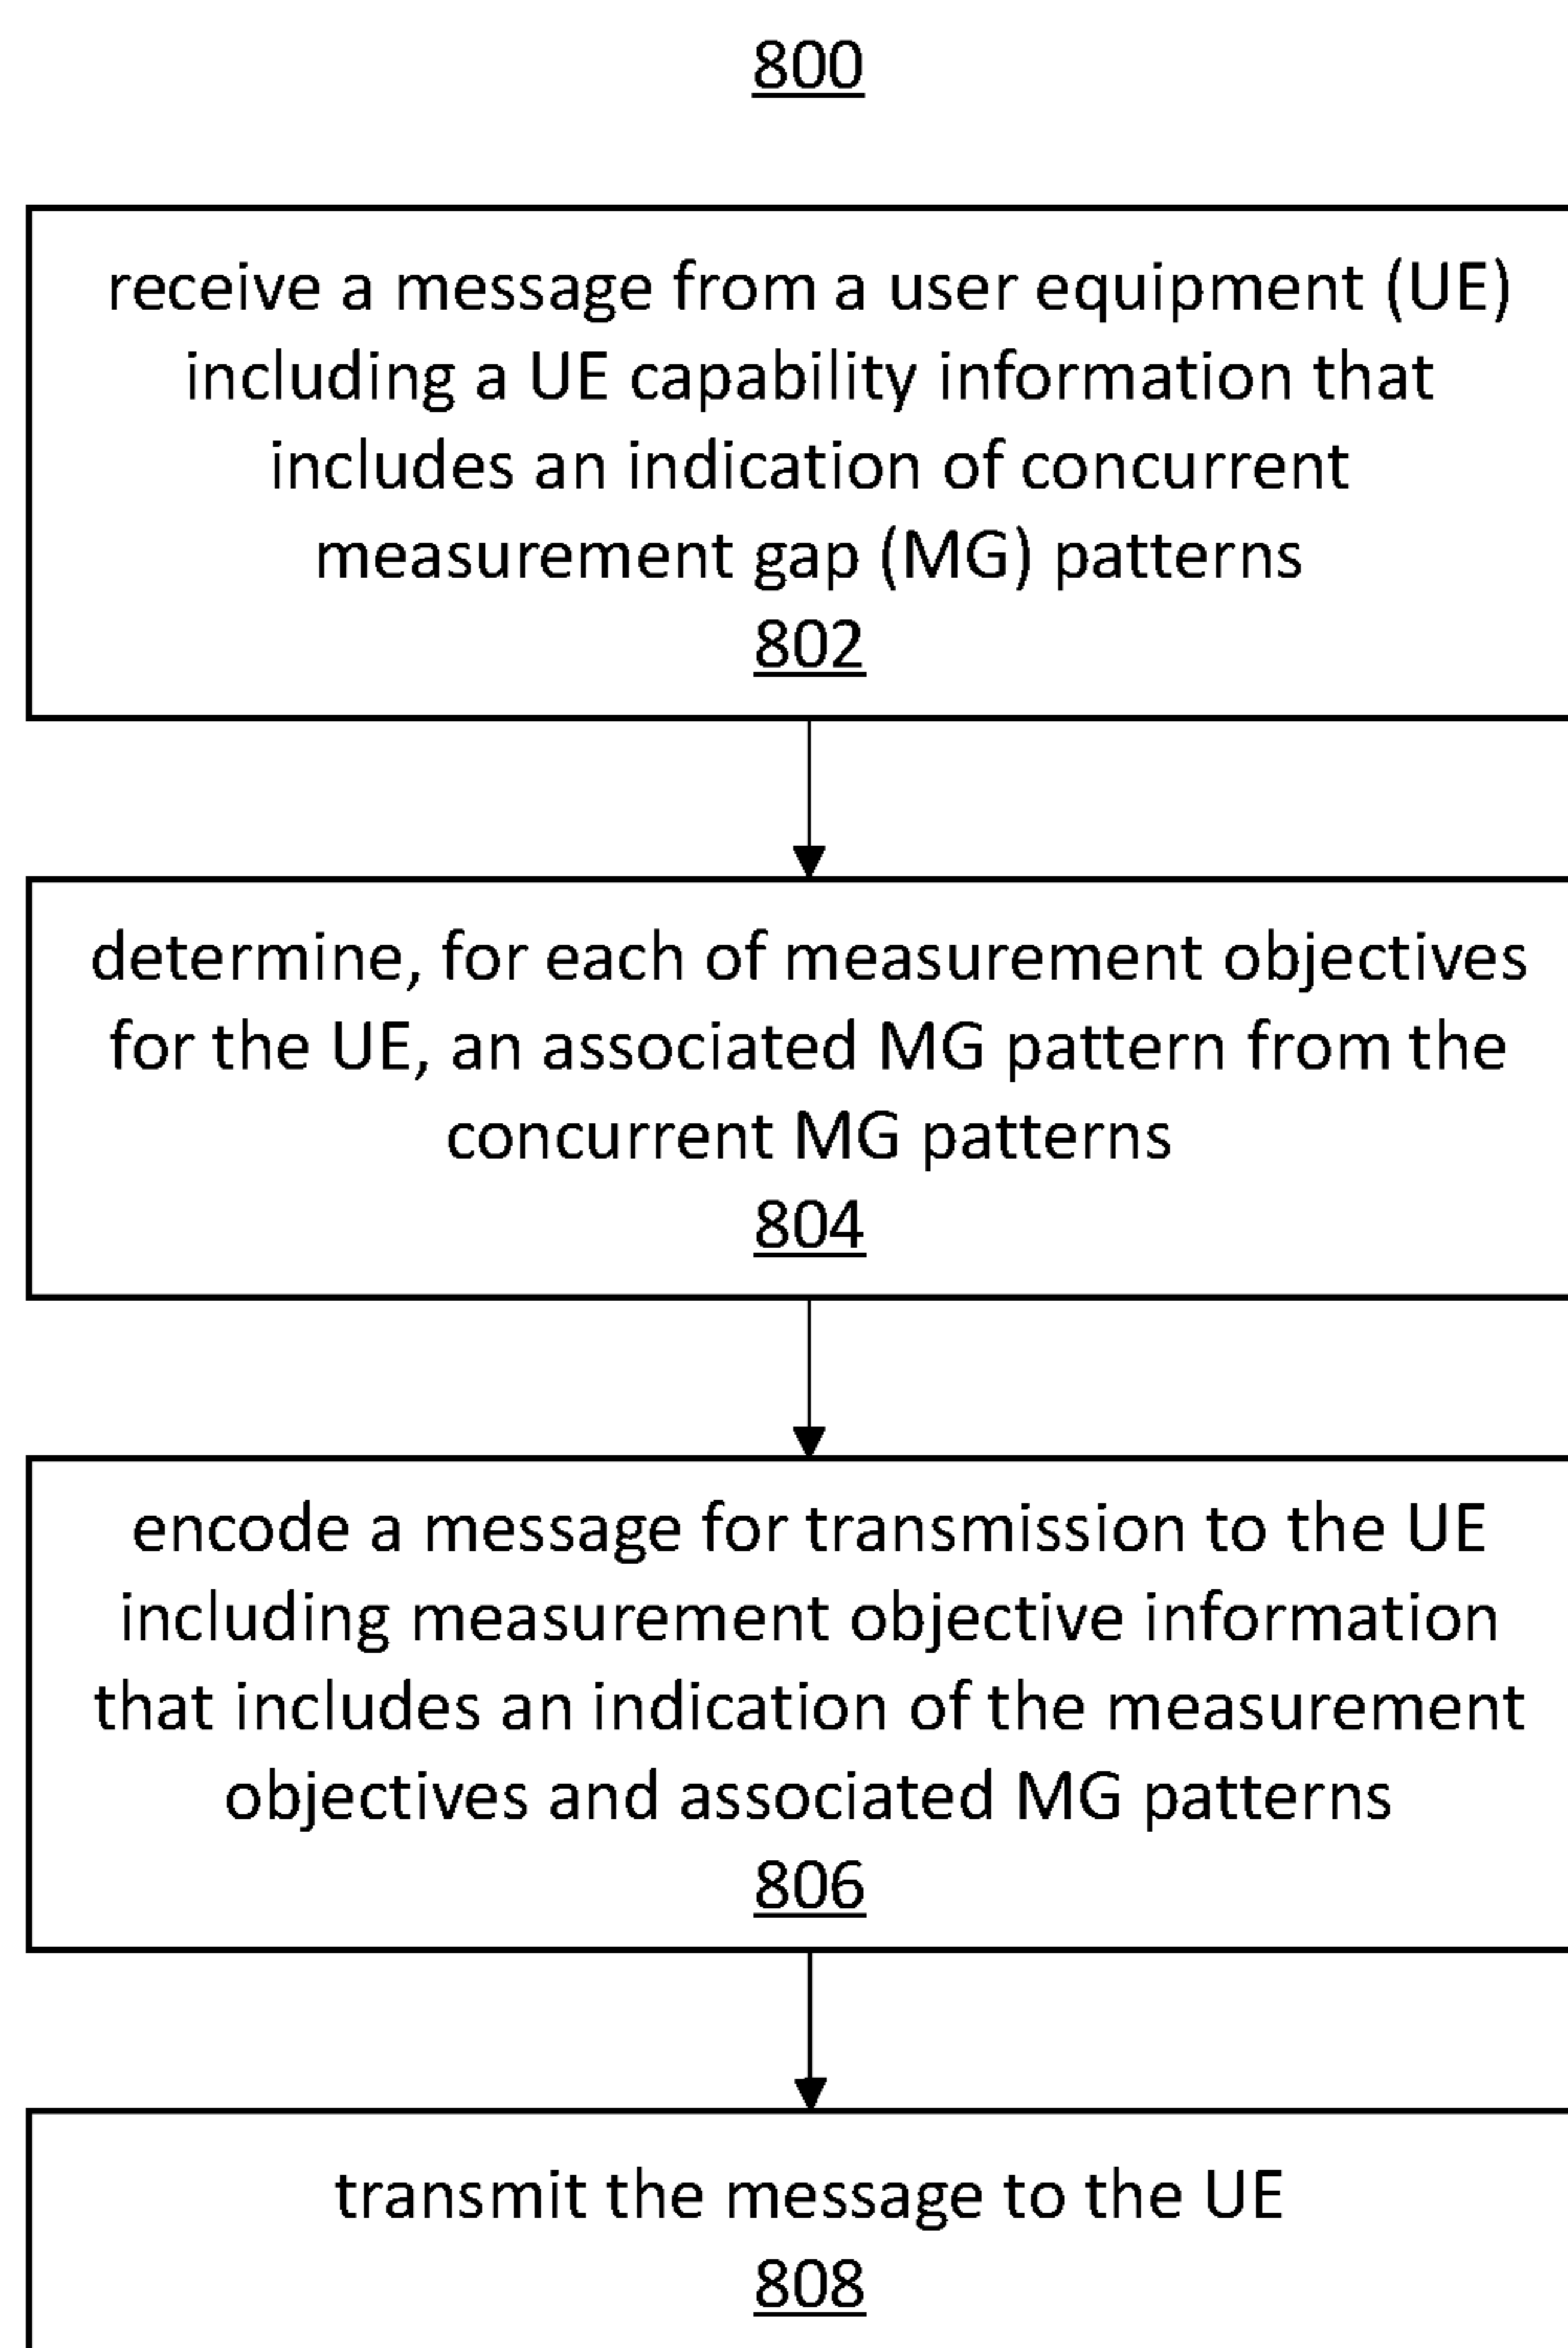 800
receive a message from a user equipment (UE)
including a UE capability information that
includes an indication of concurrent
measurement gap (MG) patterns
802
determine, for each of measurement objectives
for the UE, an associated MG pattern from the
concurrent MG patterns
804
encode a message for transmission to the UE
including measurement objective information
that includes an indication of the measurement
objectives and associated MG patterns
806
transmit the message to the UE
808